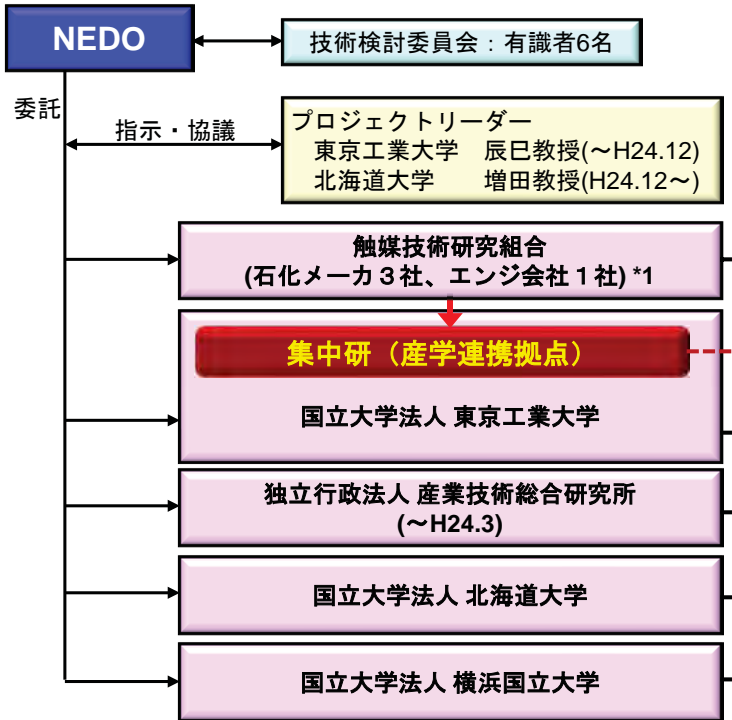 NEDO
技術検討委員会：有識者6名
委託
指示・協議
プロジェクトリーダー
東京工業大学　辰巳教授(～H24.12)
北海道大学　増田教授(H24.12～)
触媒技術研究組合
(石化メーカ３社、エンジ会社１社) *1
集中研（産学連携拠点）
国立大学法人 東京工業大学
独立行政法人 産業技術総合研究所
(～H24.3)
国立大学法人 北海道大学
国立大学法人 横浜国立大学